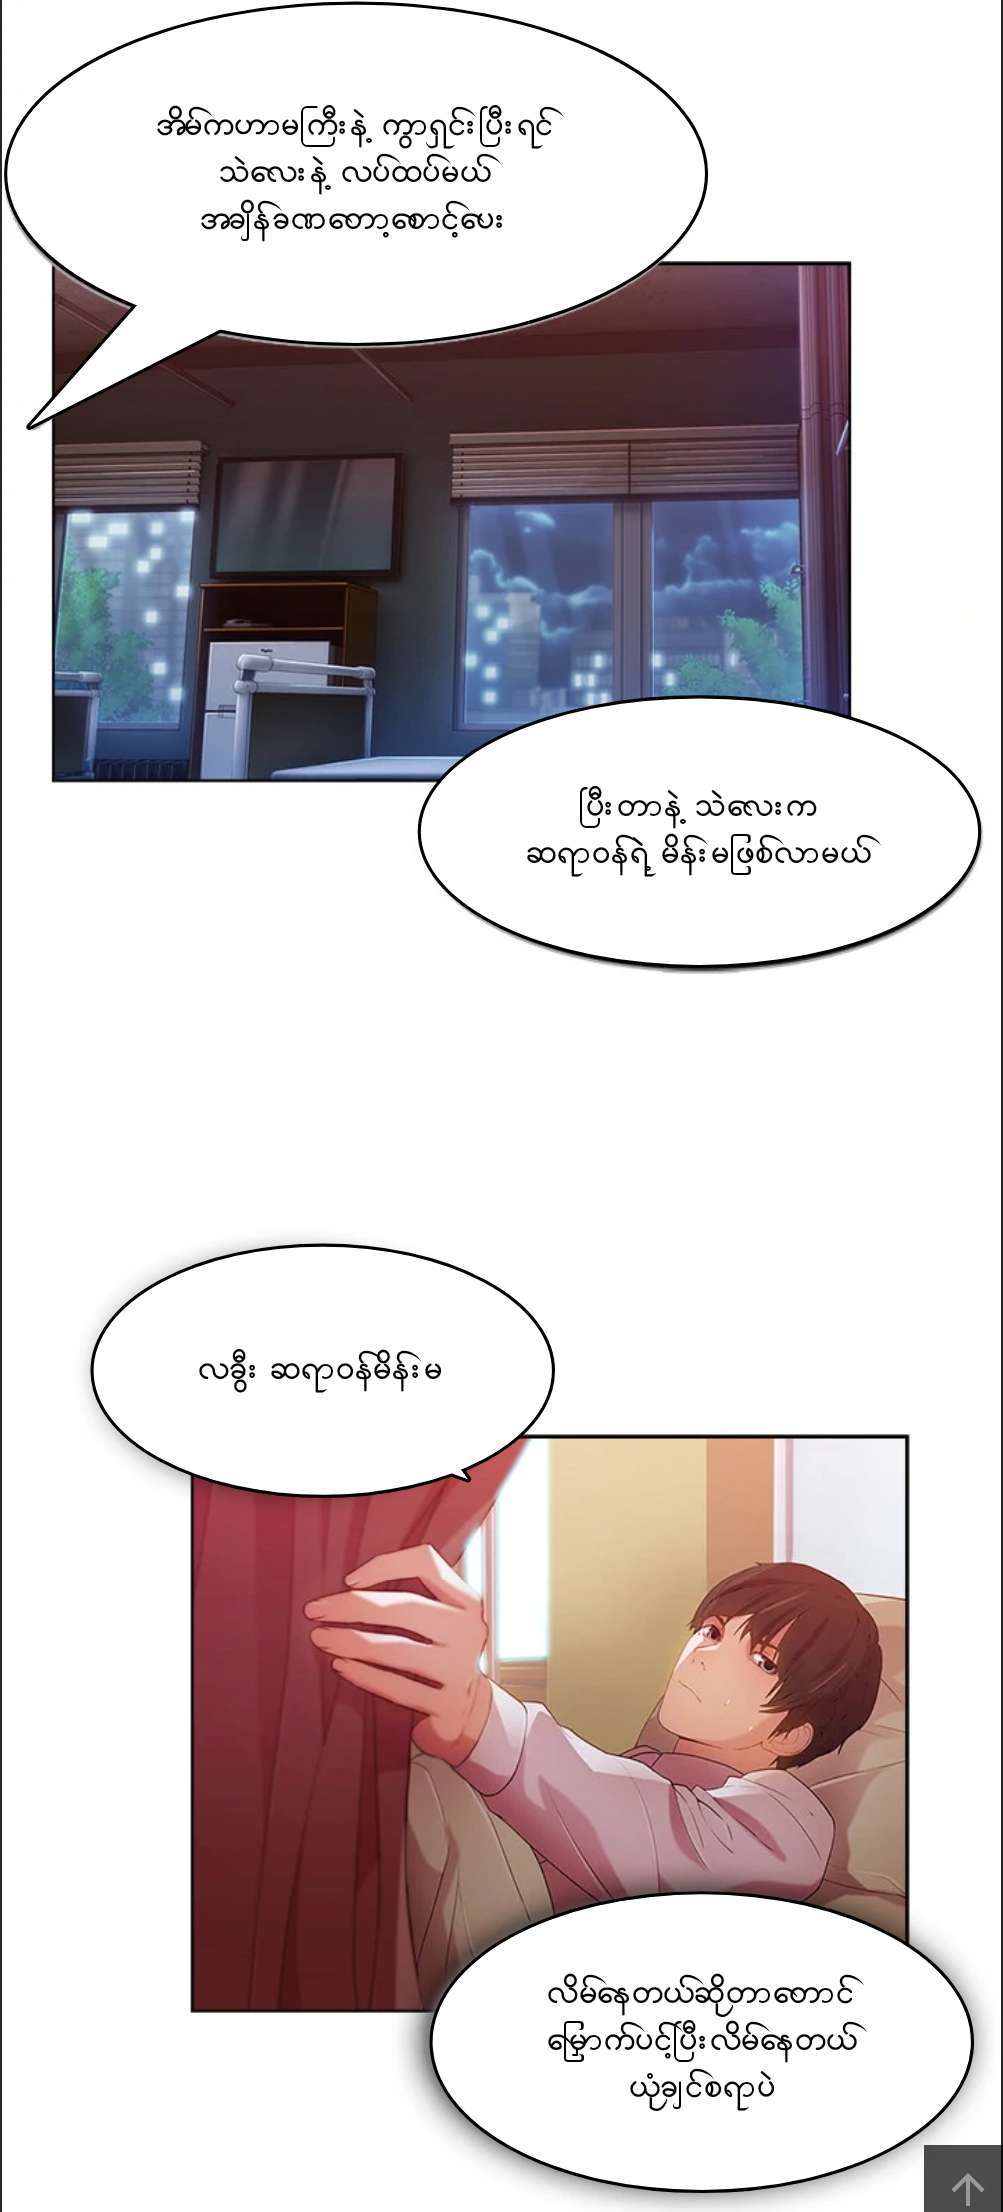 အိမ်ကဟာမကြီးနဲ့ ကွာရှင်းပြီးရင်
သဲလေးနဲ့ လပ်ထပ်မယ်
အချိန်ခဏတော့စောင့်ပေး
ပြီးတာနဲ့ သဲလေးက
ဆရာဝန်ရဲ့ မိန်းမဖြစ်လာမယ်
လခွီး ဆရာဝန်မိန်းမ
လိမ်နေတယ်ဆိုတာတောင်
မြှောက်ပင့်ပြီးလိမ်နေတယ်
ယုံချင်စရာပဲ